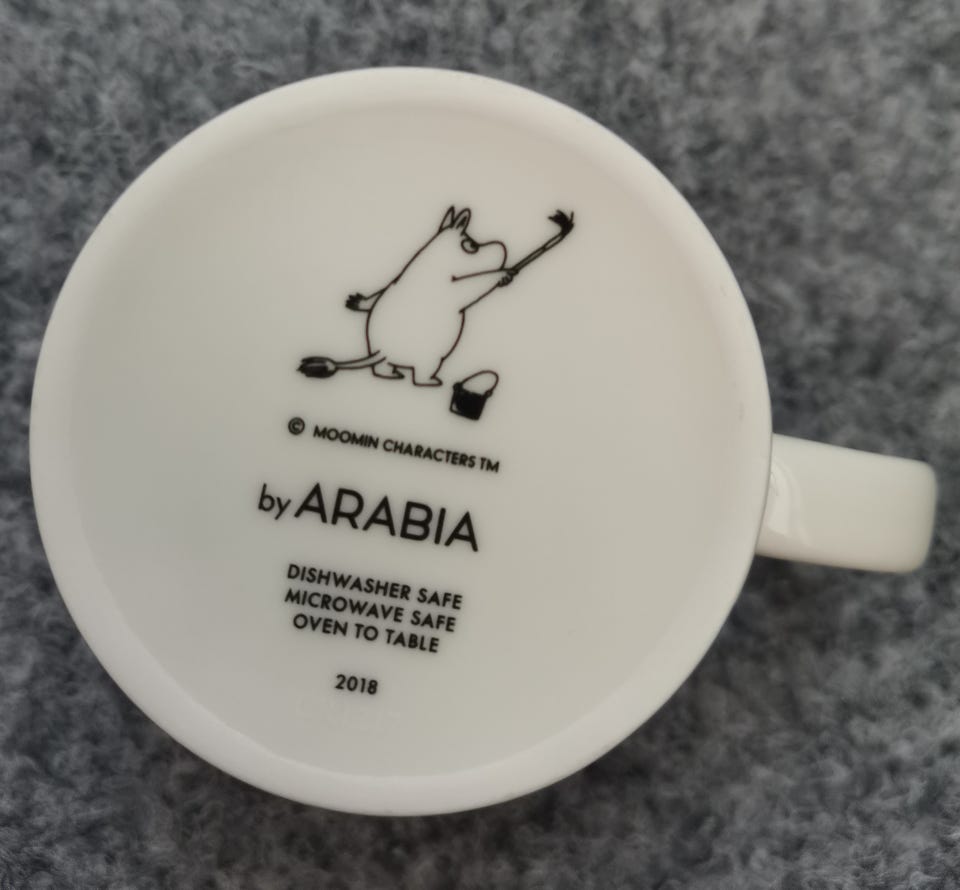 © MOOMIN CHARACTERS TM
by ARABIA
DISHWASHER SAFE
MICROWAVE SAFE
OVEN TO TABLE
2018